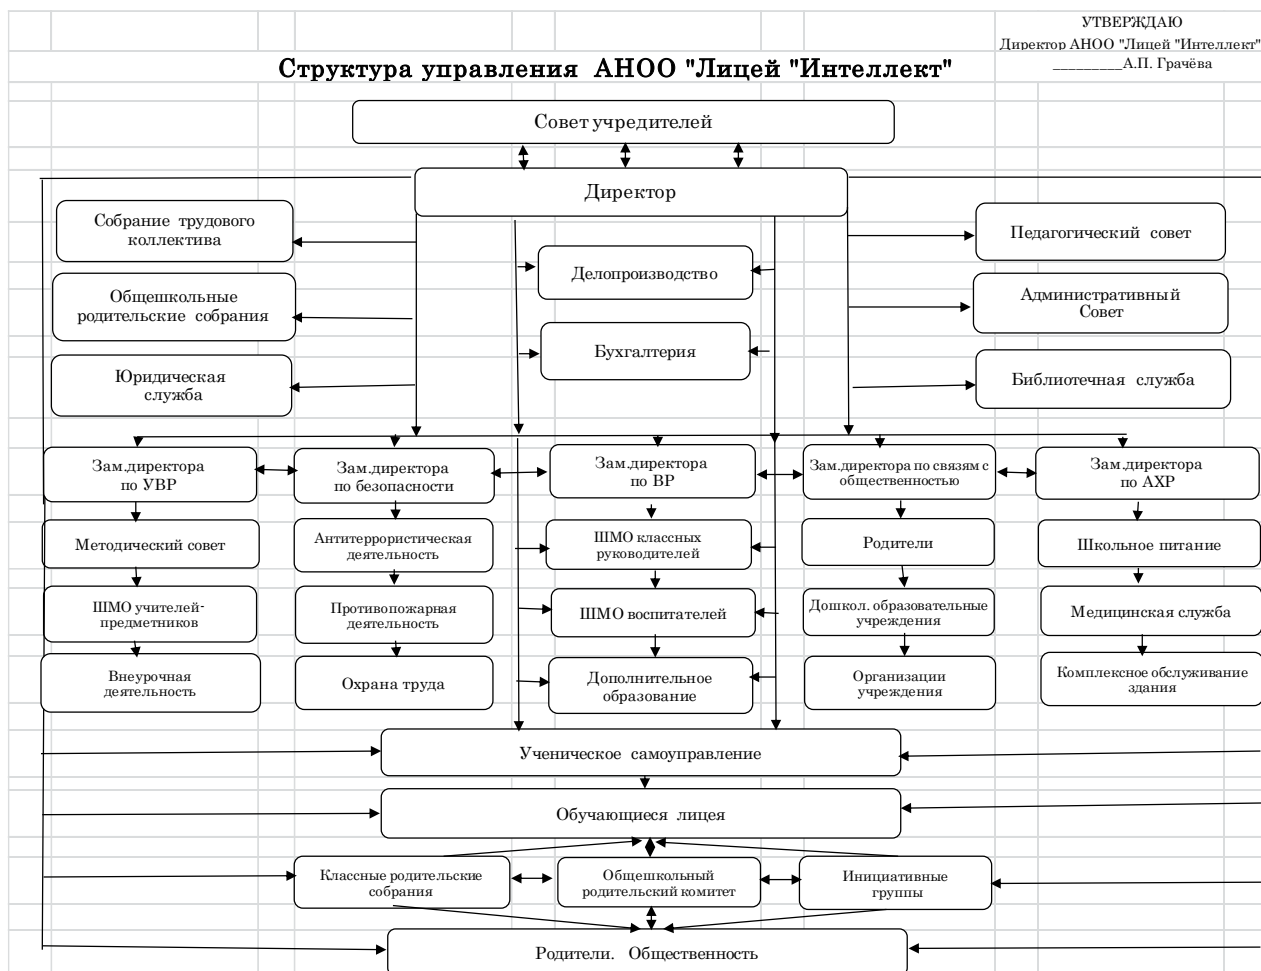 УТВЕРЖДАЮ
Директор АНОО "Лицей "Интеллект"
_________А.П. Грачёва
Структура управления АНОО "Лицей "Интеллект"
Совет учредителей
Директор
Собрание трудового
коллектива
Педагогический совет
Делопроизводство
Общешкольные
родительские собрания
Административный
Совет
Бухгалтерия
Юридическая
служба
Библиотечная служба
Зам.директора
по УВР
Зам.директора
по безопасности
Зам.директора
по ВР
Зам.директора по связям с
общественностью
Зам.директора
по АХР
Методический совет
Антитеррористическая
деятельность
ШМО классных
руководителей
Родители
Школьное питание
ШМО учителей-
предметников
Противопожарная
деятельность
ШМО воспитателей
Дошкол. образовательные
учреждения
Медицинская служба
Внеурочная
деятельность
Охрана труда
Дополнительное
образование
Организации
учреждения
Комплексное обслуживание
здания
Ученическое самоуправление
Обучающиеся лицея
Классные родительские
собрания
Общешкольный
родительский комитет
Инициативные
группы
Родители. Общественность